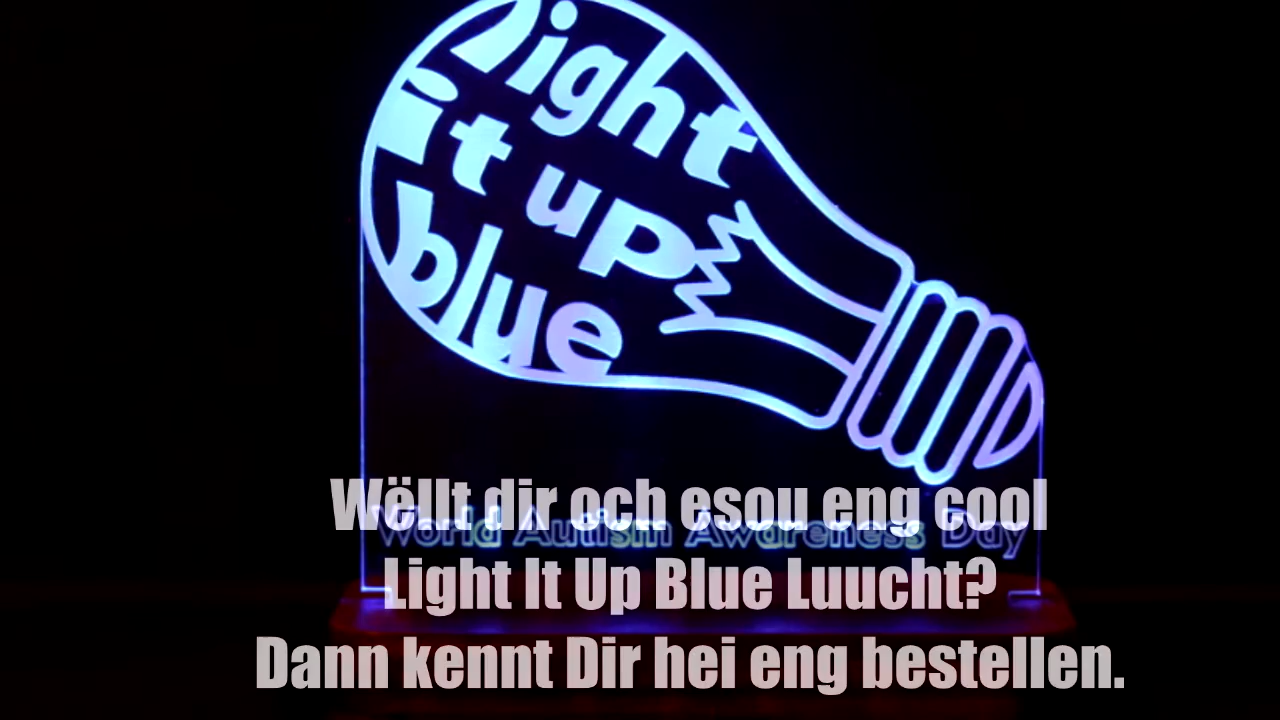 light
it up
blue
Wëllt dir och esou eng cool
World Autism Awareness Day
Light It Up Blue Luucht?
Dann kennt Dir hei eng bestellen.